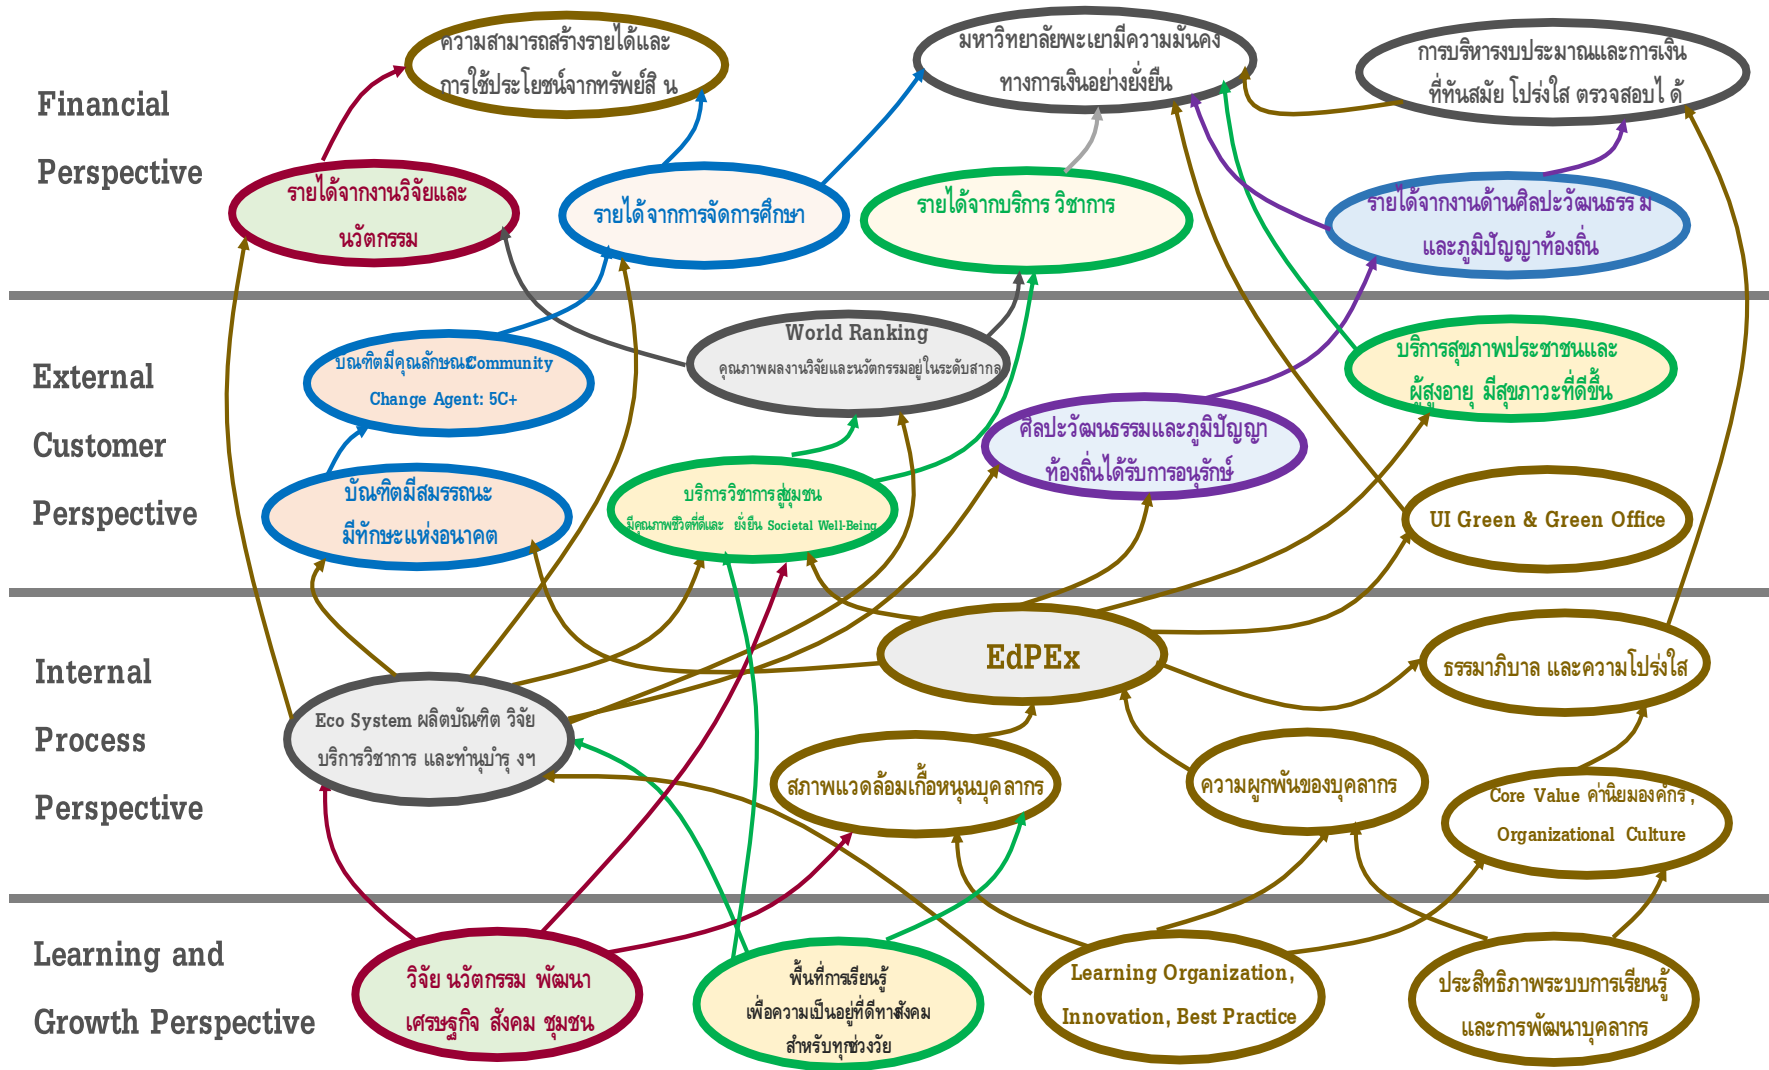 Financial
Perspective
ความสามารถสร้างรายได้และ
การใช้ประโยชน์จากทรัพย์สิน
มหาวิทยาลัยพะเยามีความมั่นคง
ทางการเงินอย่างยั่งยืน
การบริหารงบประมาณและการเงิน
ที่ทันสมัย โปร่งใส ตรวจสอบได้
รายได้จากงานวิจัยและ
นวัตกรรม
รายได้จากการจัดการศึกษา
รายได้จากบริการวิชาการ
รายได้จากงานด้านศิลปะวัฒนธรรม
และภูมิปัญญาท้องถิ่น
External
Customer
Perspective
บัณฑิตมีคุณลักษณะ Community
Change Agent: 5C+
World Ranking
คุณภาพผลงานวิจัยและนวัตกรรมอยู่ในระดับสากล
บริการสุขภาพประชาชนและ
ผู้สูงอายุ มีสุขภาวะที่ดีขึ้น
ศิลปะวัฒนธรรมและภูมิปัญญา
ท้องถิ่นได้รับการอนุรักษ์
บัณฑิตมีสมรรถนะ
มีทักษะแห่งอนาคต
บริการวิชาการสู่ชุมชน
มีคุณภาพชีวิตที่ดีและ ยั่งยืน Societal Well-Being
UI Green & Green Office
Internal
Process
Perspective
EdPEx
ธรรมาภิบาล และความโปร่งใส
Eco System ผลิตบัณฑิต วิจัย
บริการวิชาการ และทำนุบำรุงฯ
สภาพแวดล้อมเกื้อหนุนบุคลากร
ความผูกพันของบุคลากร
Core Value ค่านิยมองค์กร ,
Organizational Culture
Learning and
Growth Perspective
วิจัย นวัตกรรม พัฒนา
เศรษฐกิจ สังคม ชุมชน
พื้นที่การเรียนรู้
เพื่อความเป็นอยู่ที่ดีทางสังคม
สำหรับทุกช่วงวัย
Learning Organization,
Innovation, Best Practice
ประสิทธิภาพระบบการเรียนรู้
และการพัฒนาบุคลากร